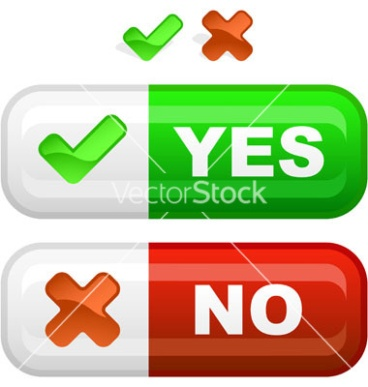 YES
VectorStock
NO